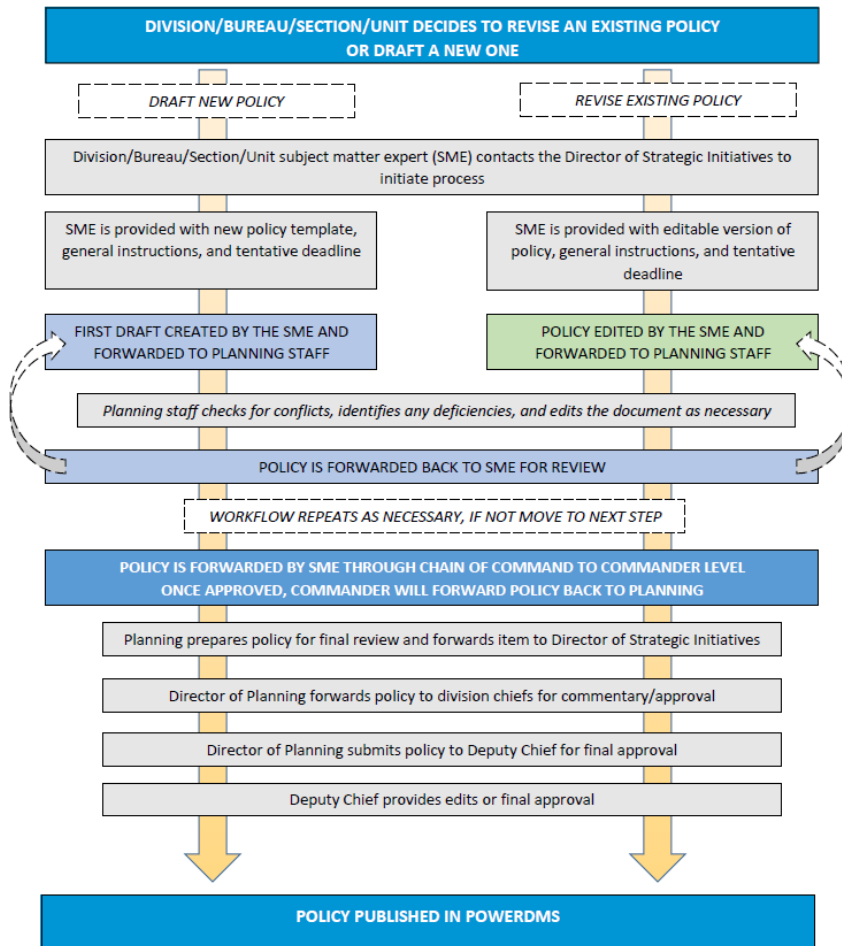 DIVISION/BUREAU/SECTION/UNIT DECIDES TO REVISE AN EXISTING POLICY
OR DRAFT A NEW ONE
DRAFT NEW POLICY
REVISE EXISTING POLICY
Division/Bureau/Section/Unit subject matter expert (SME) contacts the Director of Strategic Initiatives to
initiate process
SME is provided with new policy template,
general instructions, and tentative deadline
SME is provided with editable version of
policy, general instructions, and tentative
deadline
FIRST DRAFT CREATED BY THE SME AND
FORWARDED TO PLANNING STAFF
POLICY EDITED BY THE SME AND
FORWARDED TO PLANNING STAFF
Planning staff checks for conflicts, identifies any deficiencies, and edits the document as necessary
POLICY IS FORWARDED BACK TO SME FOR REVIEW
WORKFLOW REPEATS AS NECESSARY, IF NOT MOVE TO NEXT STEP
POLICY IS FORWARDED BY SME THROUGH CHAIN OF COMMAND TO COMMANDER LEVEL
ONCE APPROVED, COMMANDER WILL FORWARD POLICY BACK TO PLANNING
Planning prepares policy for final review and forwards item to Director of Strategic Initiatives
Director of Planning forwards policy to division chiefs for commentary/approval
Director of Planning submits policy to Deputy Chief for final approval
Deputy Chief provides edits or final approval
POLICY PUBLISHED IN POWERDMS